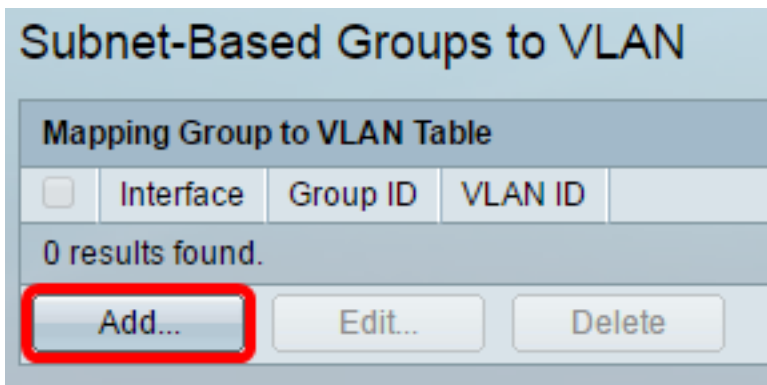 Subnet-Based Groups to VLAN
Mapping Group to VLAN Table
Interface Group ID VLAN ID
0 results found.
Add... Edit... Delete